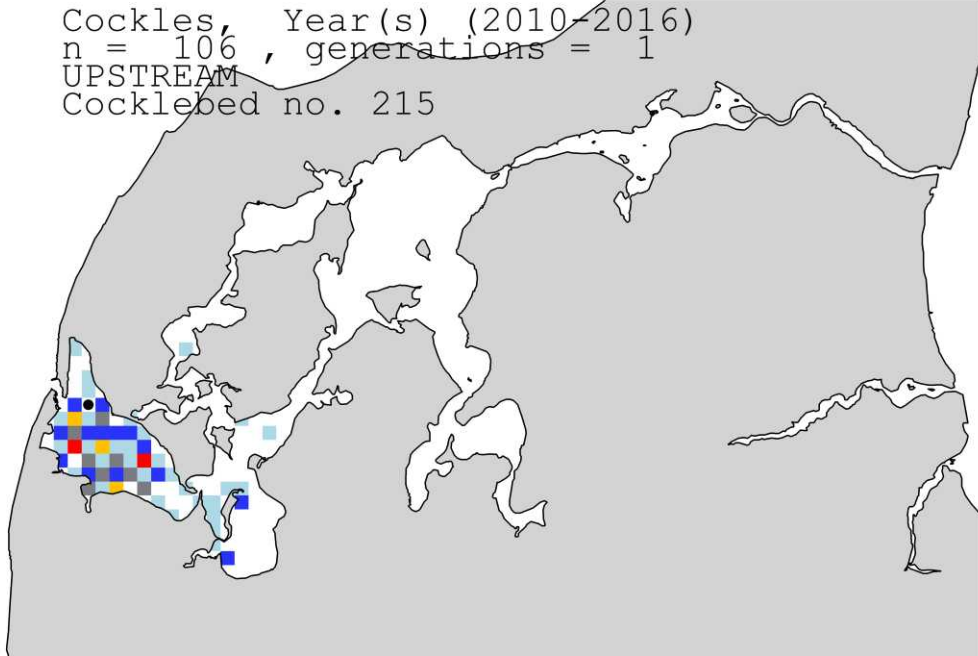 Cockles, Year(s) (2010-2016)
n = 106 , generations = 1
UPSTREAM
Cocklebed no. 215